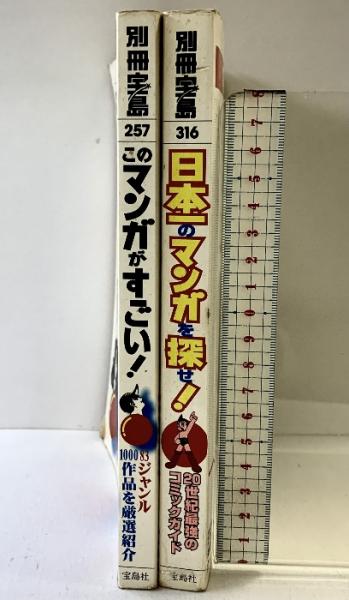 別冊宝島
257
このマンガがすごい!
83ジャンル
1000作品を厳選紹介
宝島社
別冊宝島
316
日本一のマンガを探せ!
20世紀最強の
コミックガイド
宝島社